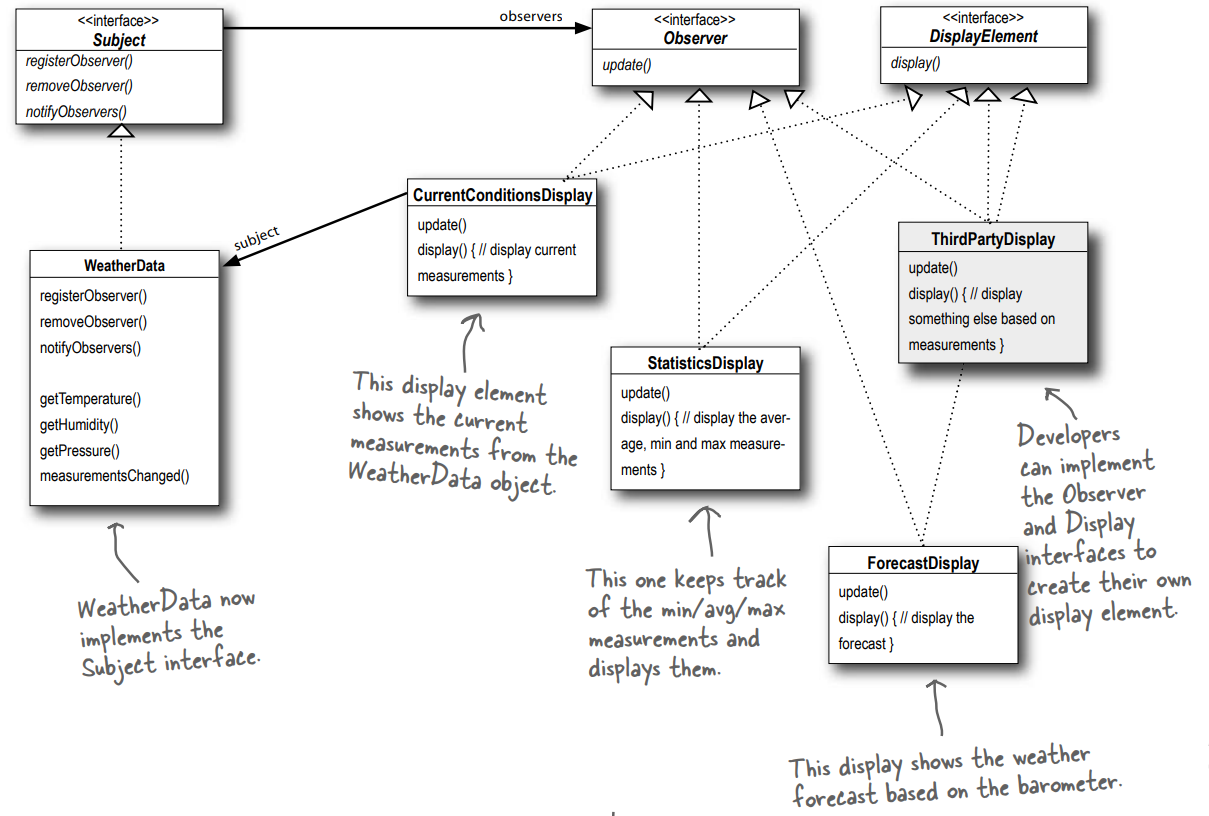 <<interface>>
Subject
registerObserver()
removeObserver()
notifyObservers()
observers
<<interface>>
Observer
update()
<<interface>>
DisplayElement
display()
CurrentConditionsDisplay
update()
display() { // display current
measurements }
subject
WeatherData
registerObserver()
removeObserver()
notifyObservers()
getTemperature()
getHumidity()
getPressure()
measurementsChanged()
ThirdPartyDisplay
update()
display() { // display
something else based on
measurements }
StatisticsDisplay
update()
display() { // display the aver-
age, min and max measure-
ments }
This display element
shows the current
measurements from the
WeatherData object.
Developers
can implement
the Observer
and Display
interfaces to
create their own
display element.
ForecastDisplay
update()
display() { // display the
forecast }
WeatherData now
implements the
Subject interface.
This one keeps track
of the min/avg/max
measurements and
displays them.
This display shows the weather
forecast based on the barometer.